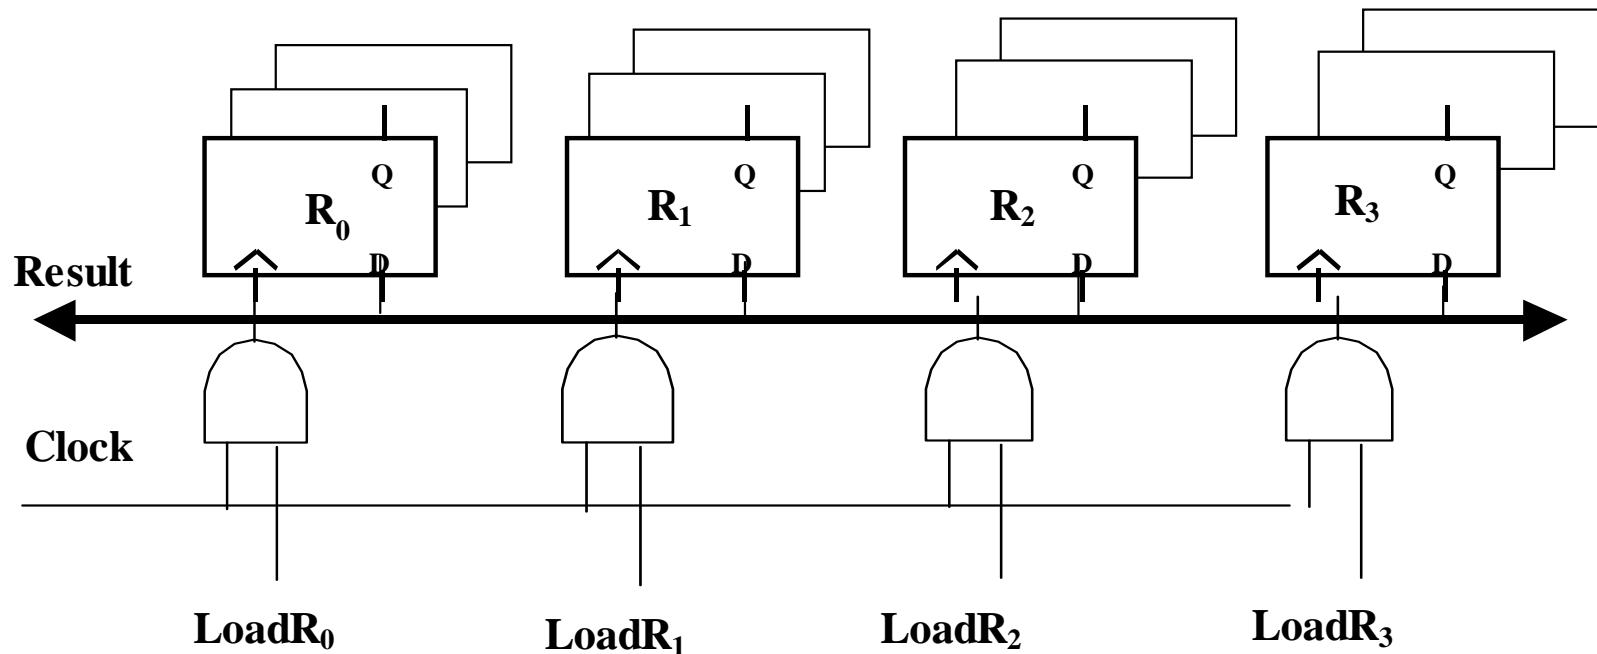 Q Q Q Q
R₀ R₁ R₂ R₃
D D D D
Result
Clock
LoadR₀ LoadR₁ LoadR₂ LoadR₃